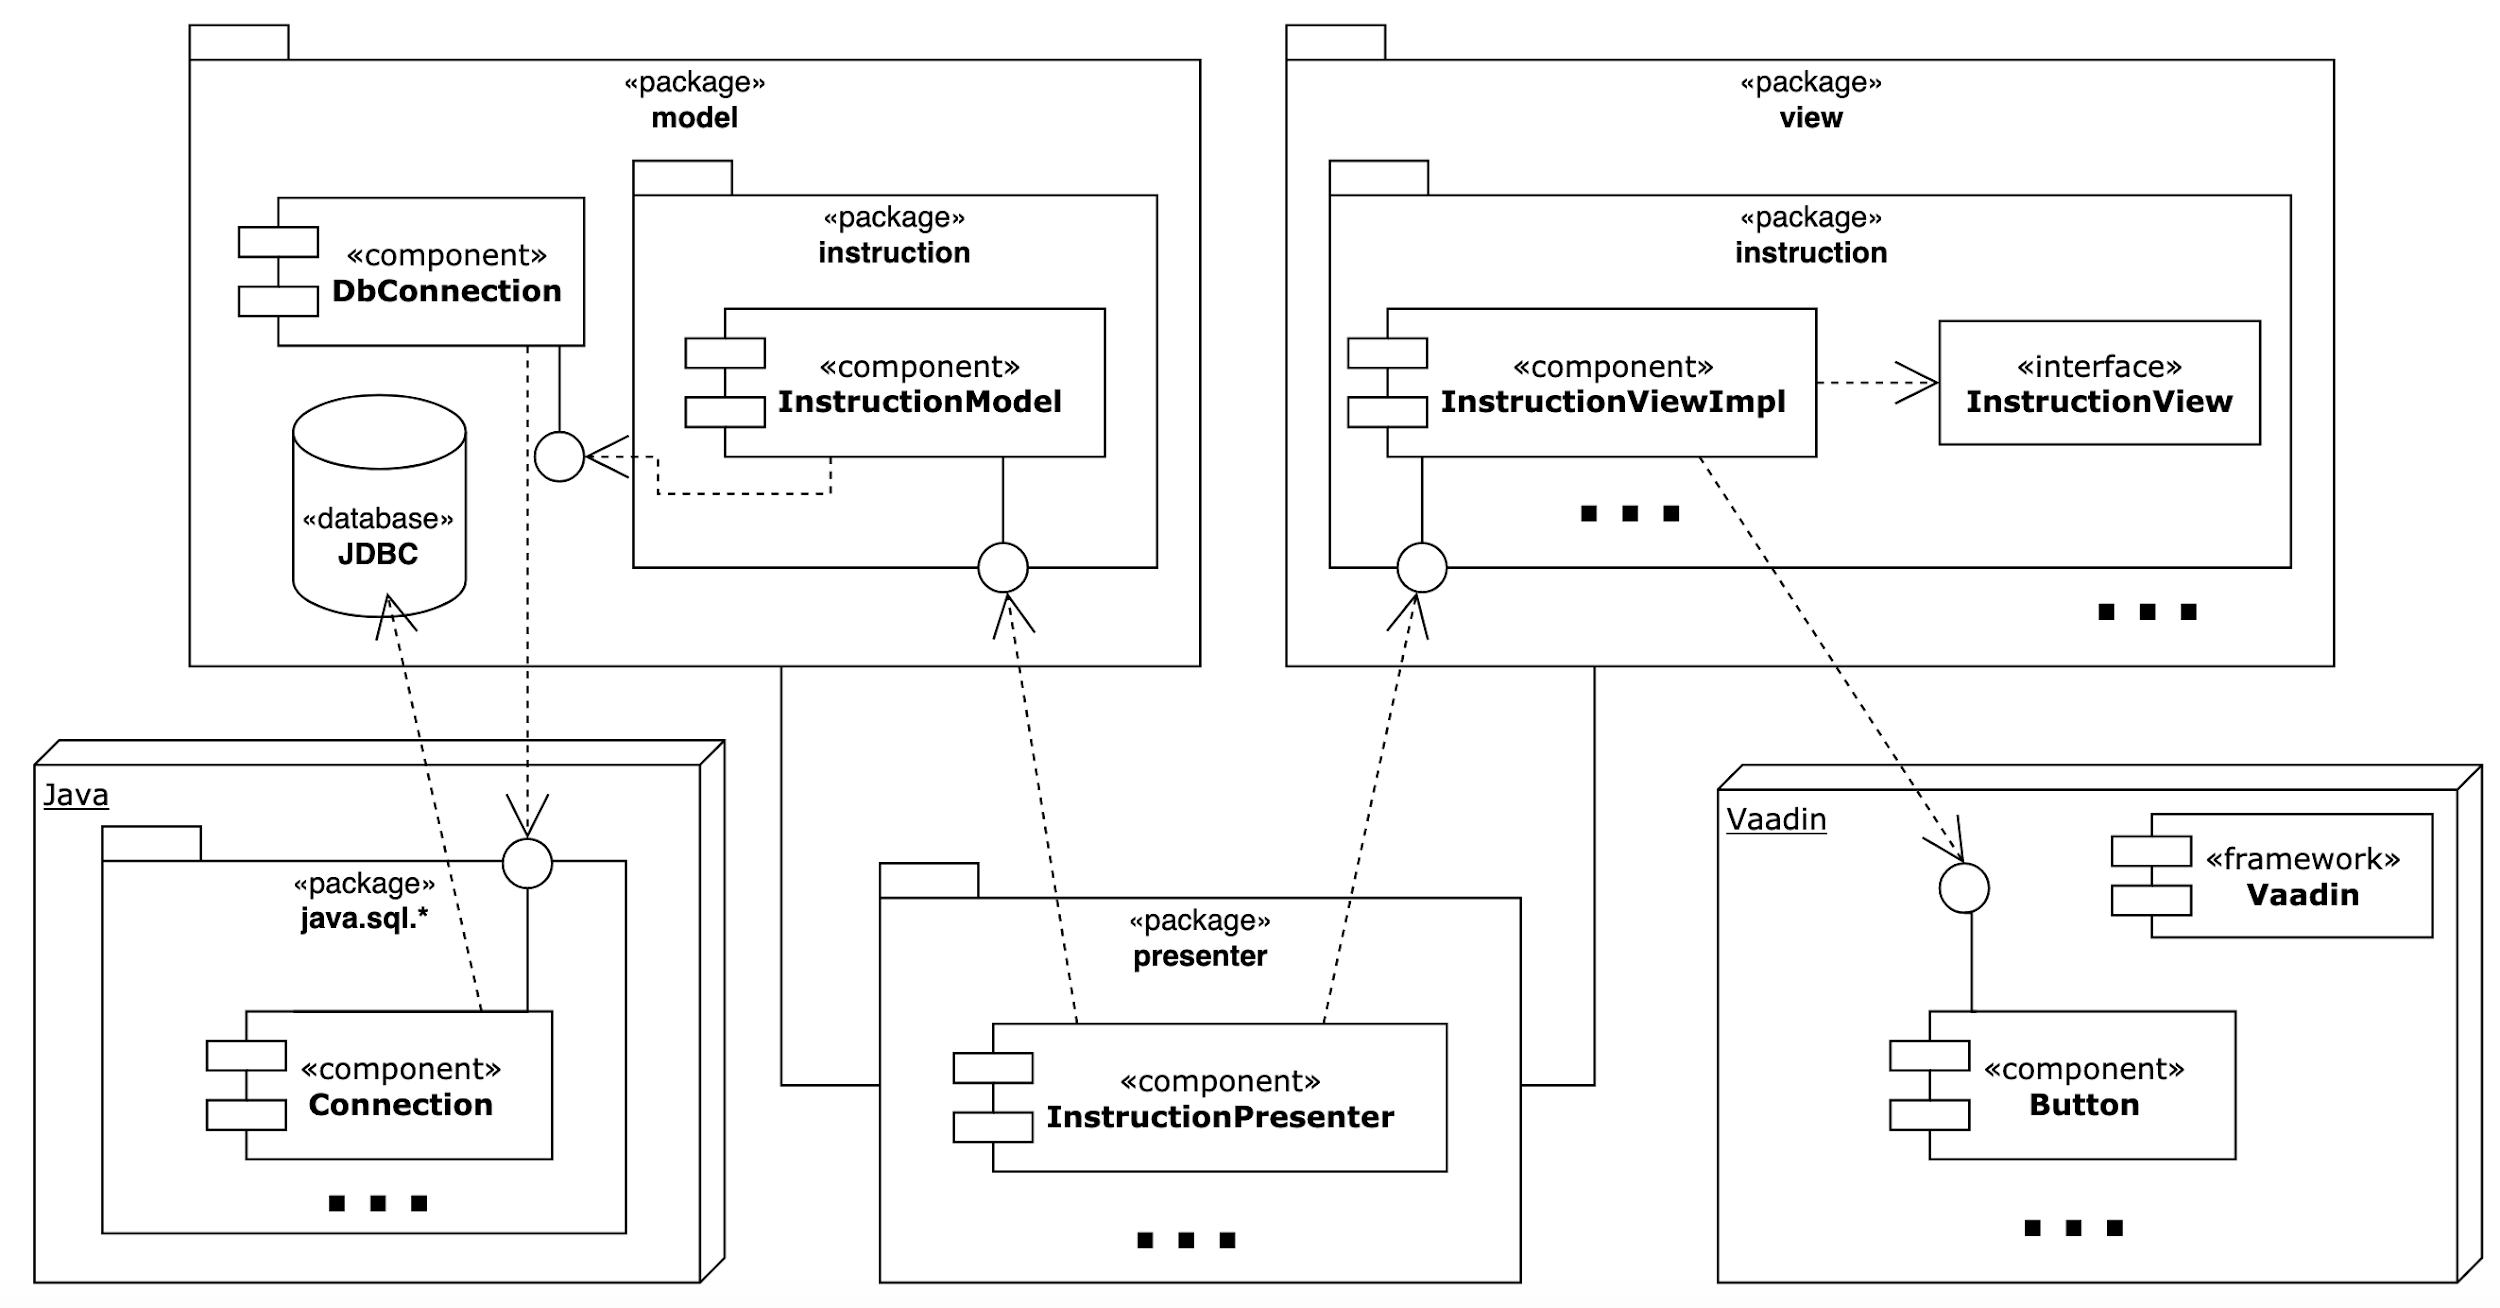 «package»
model
«component»
DbConnection
«package»
instruction
«component»
InstructionModel
«database»
JDBC
«package»
view
«package»
instruction
«component»
InstructionViewImpl
«interface»
InstructionView
Java
«package»
java.sql.*
«component»
Connection
«package»
presenter
«component»
InstructionPresenter
Vaadin
«framework»
Vaadin
«component»
Button